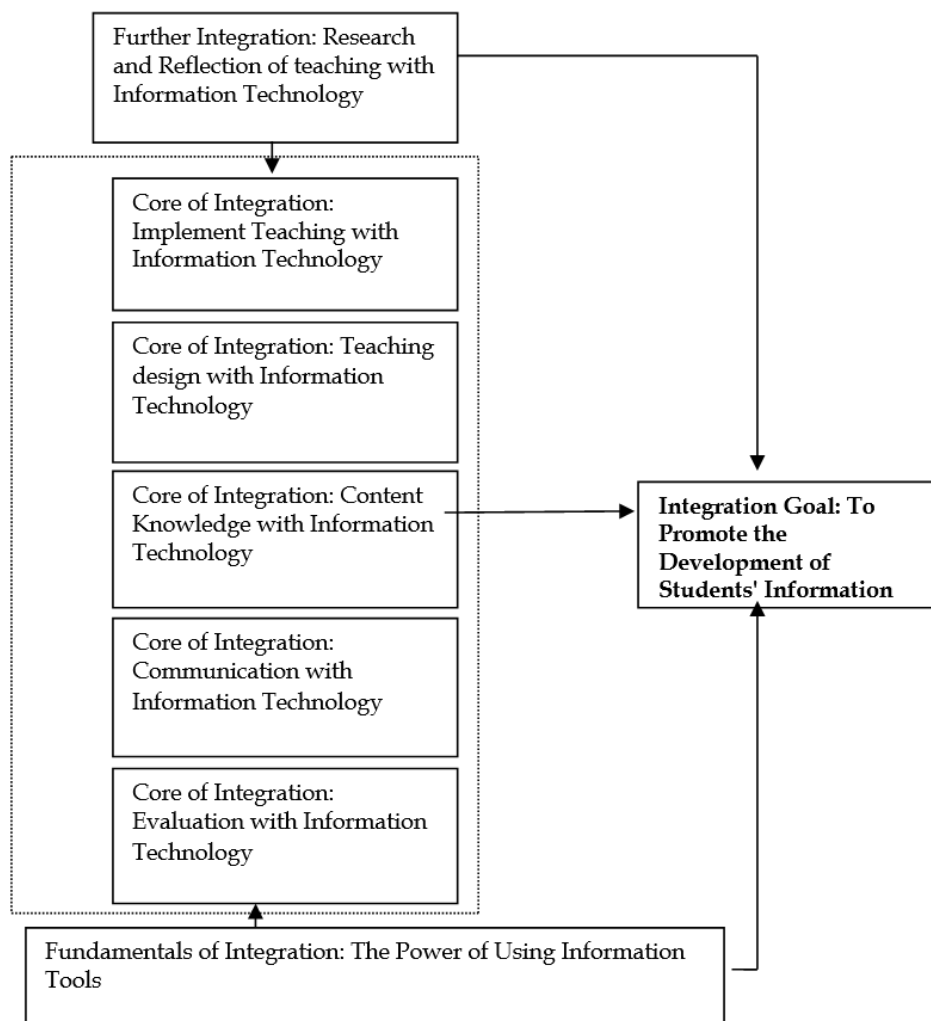 Further Integration: Research
and Reflection of teaching with
Information Technology
Core of Integration:
Implement Teaching with
Information Technology
Core of Integration: Teaching
design with Information
Technology
Core of Integration: Content
Knowledge with Information
Technology
Integration Goal: To
Promote the
Development of
Students' Information
Core of Integration:
Communication with
Information Technology
Core of Integration:
Evaluation with Information
Technology
Fundamentals of Integration: The Power of Using Information
Tools